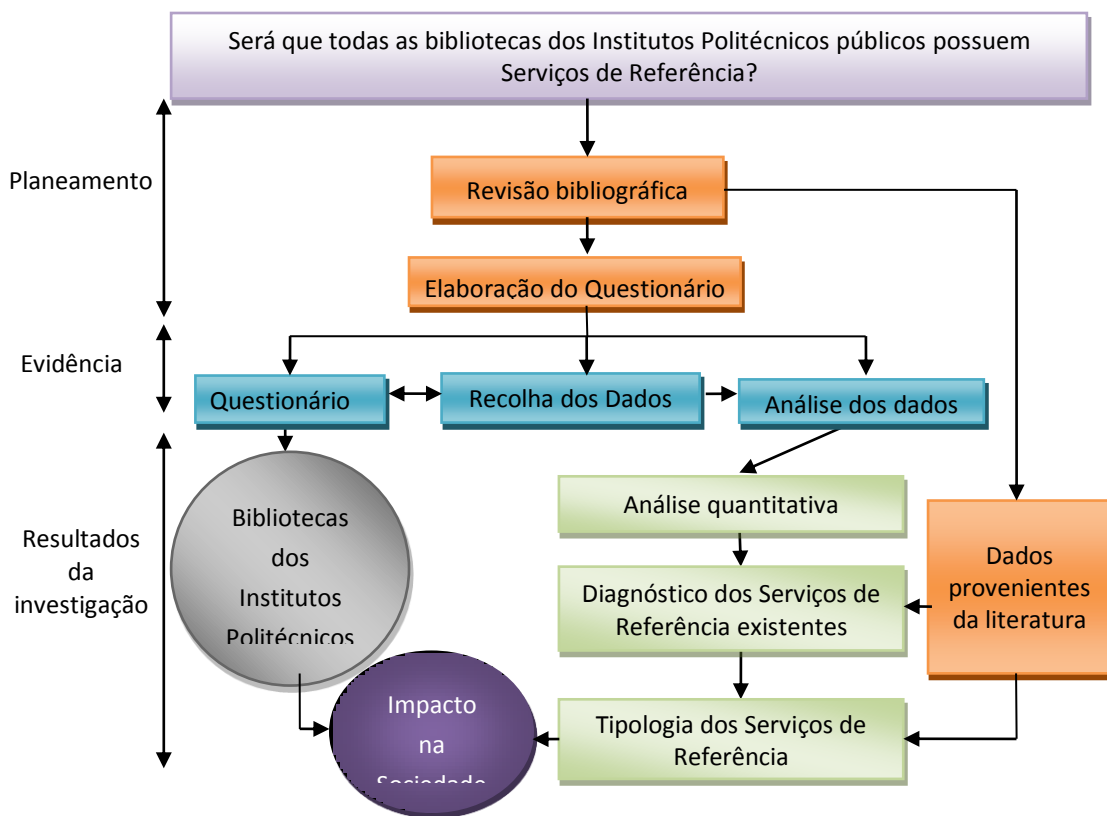 Será que todas as bibliotecas dos Institutos Politécnicos públicos possuem
Serviços de Referência?
Planeamento
Revisão bibliográfica
Elaboração do Questionário
Evidência
Questionário
Recolha dos Dados
Análise dos dados
Resultados
da
investigação
Bibliotecas
dos
Institutos
Politécnicos
Análise quantitativa
Diagnóstico dos Serviços de
Referência existentes
Dados
provenientes
da literatura
Impacto
na
Sociedade
Tipologia dos Serviços de
Referência